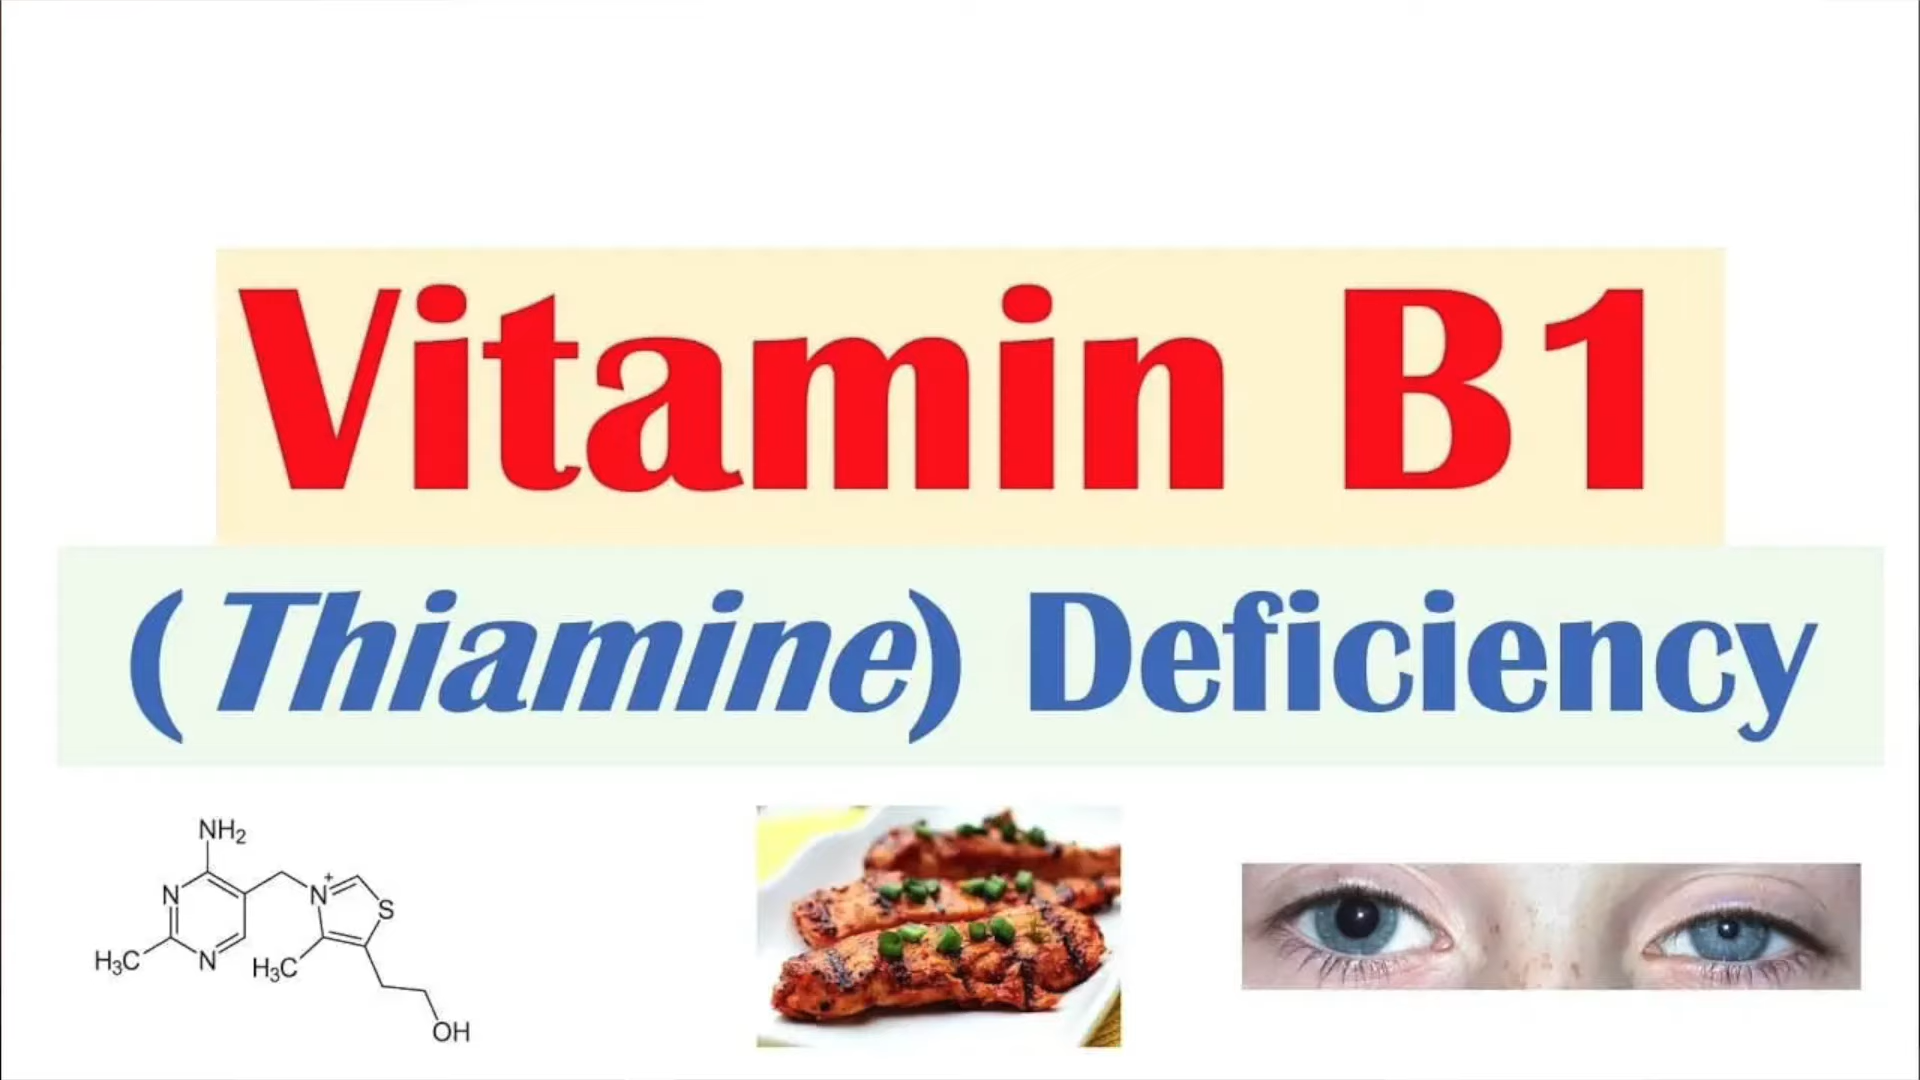 Vitamin B1
(Thiamine) Deficiency
NH2
N
N
H3C
N+
S
H3C
OH